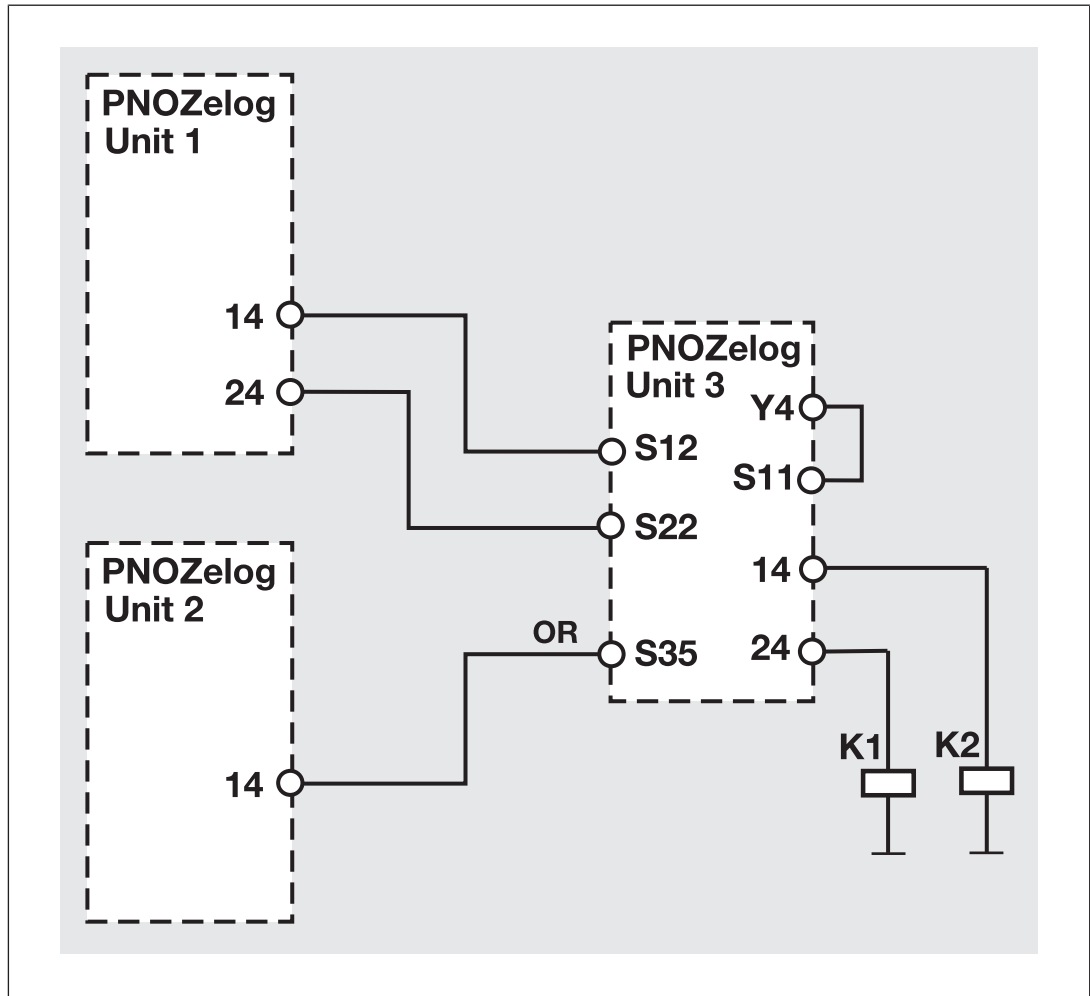 PNOZelog
Unit 1
14
24
PNOZelog
Unit 2
14
OR
PNOZelog
Unit 3
Y4
S12
S11
S22
14
S35
24
K1
K2